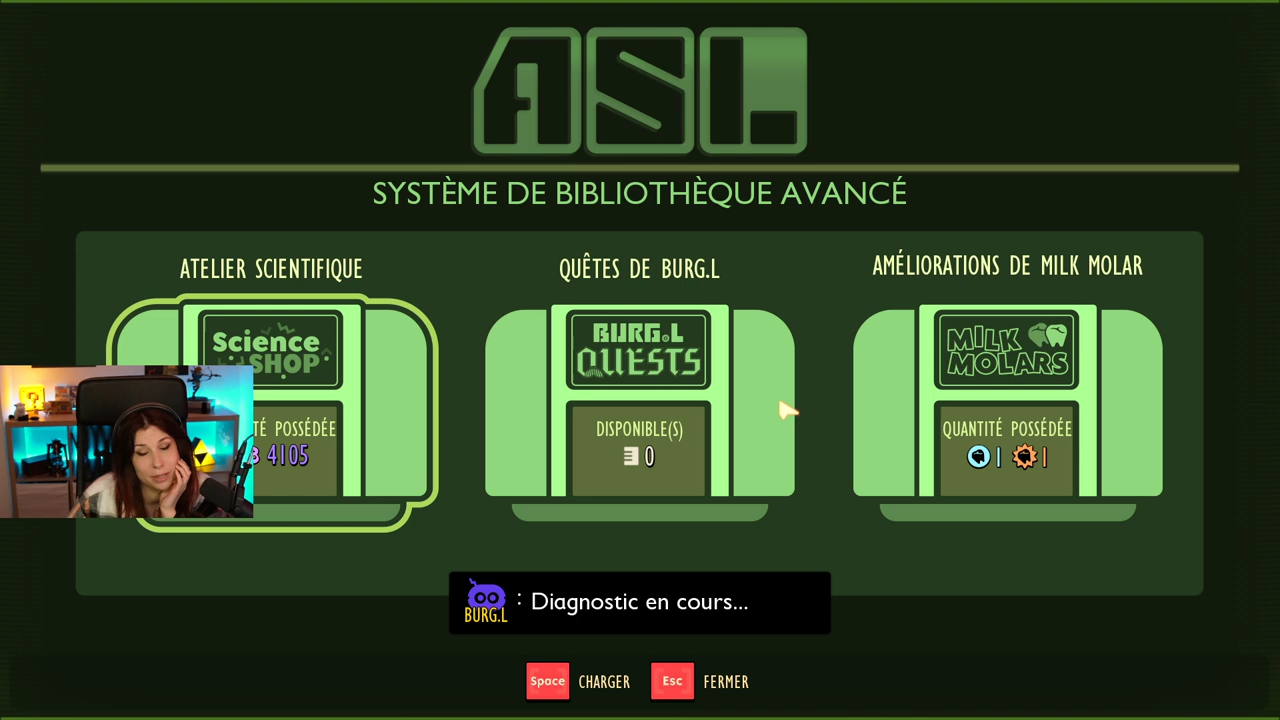 ASL
SYSTÈME DE BIBLIOTHÈQUE AVANCÉ
ATELIER SCIENTIFIQUE
QUÊTES DE BURG.L
AMÉLIORATIONS DE MILK MOLAR
Science
SHOP
BURG.L
QUESTS
MILK
MOLARS
POSSÉDÉE
4105
DISPONIBLE(S)
0
QUANTITÉ POSSÉDÉE
1 1
BURG.L : Diagnostic en cours...
Space CHARGER Esc FERMER